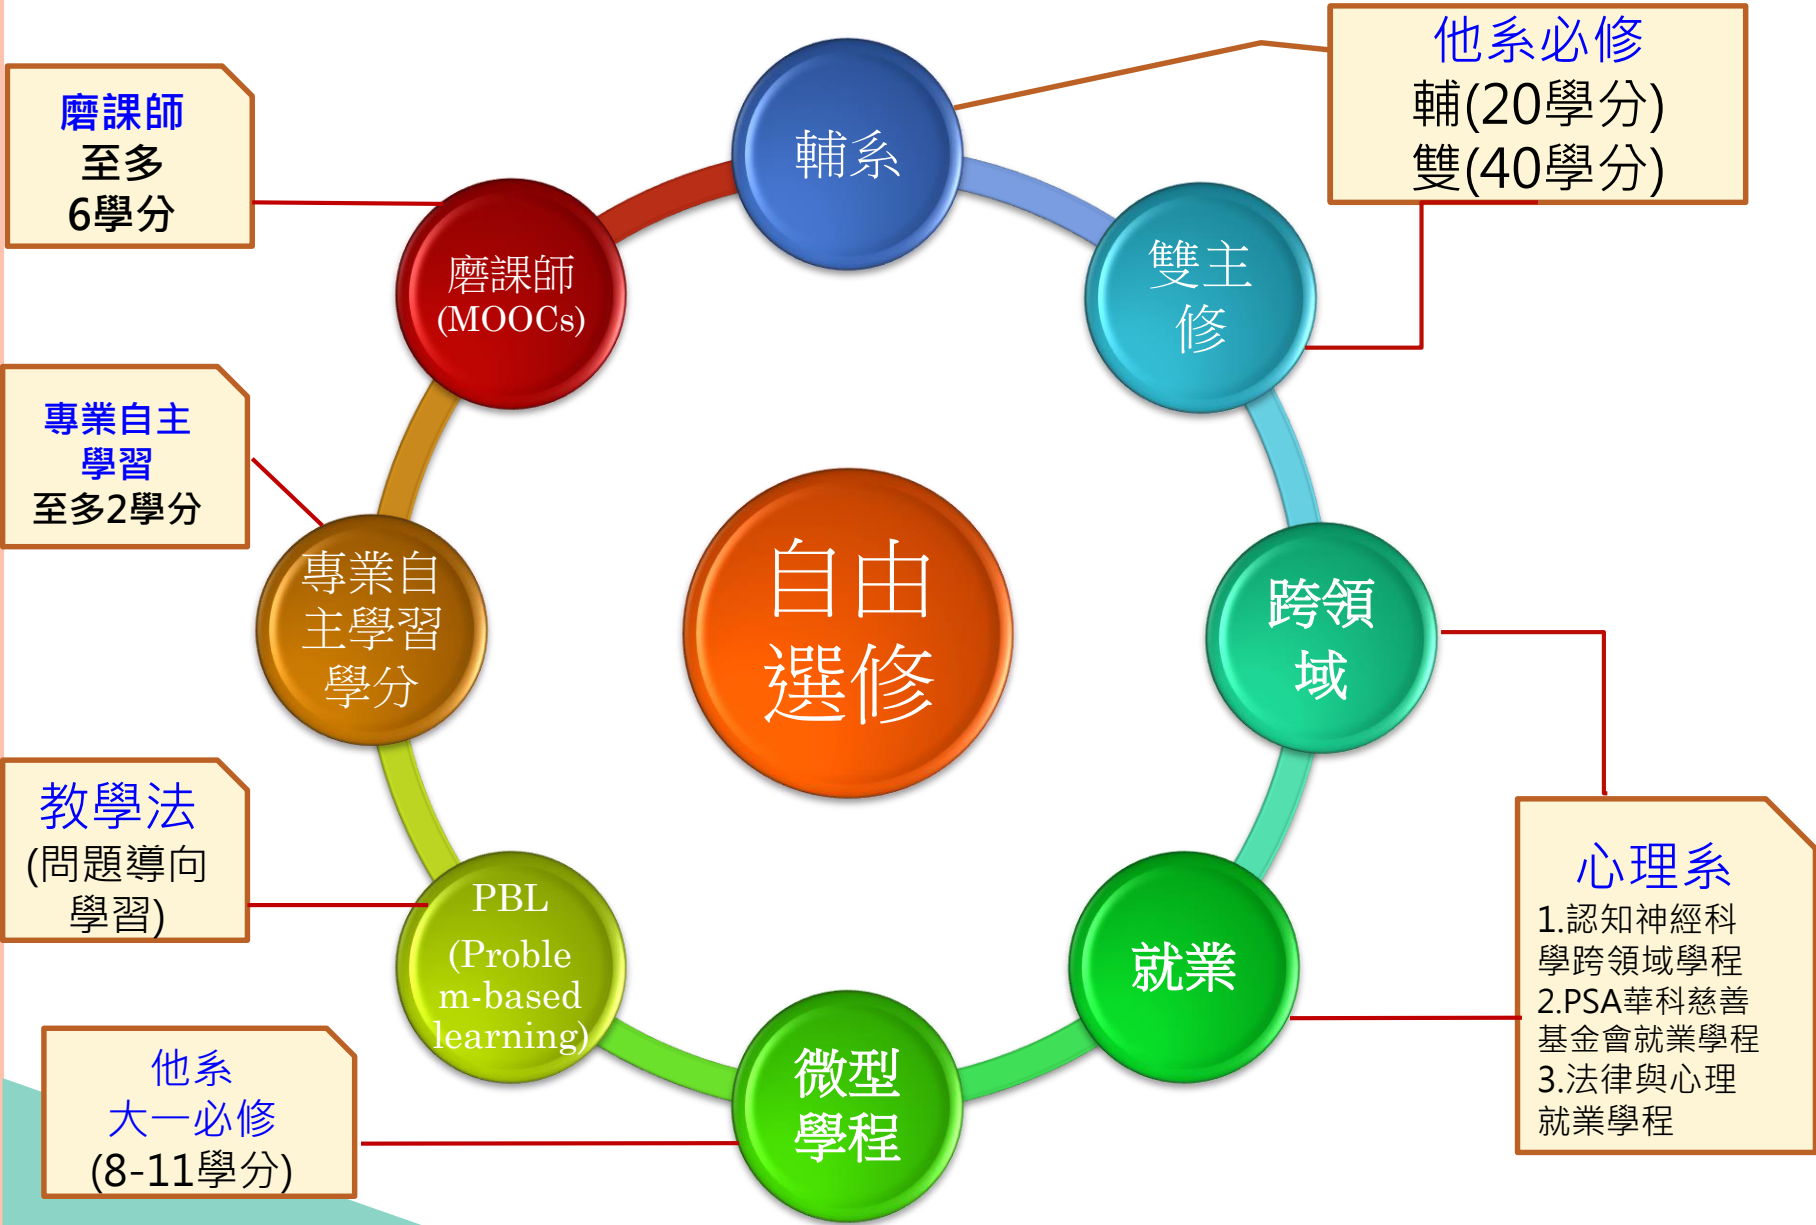 磨課師
至多
6學分
他系必修
輔(20學分)
雙(40學分)
輔系
雙主
修
磨課師
(MOOCs)
專業自主
學習
至多2學分
專業自
主學習
學分
自由
選修
跨領
域
教學法
(問題導向
學習)
PBL
(Proble
m-based
learning)
就業
心理系
1.認知神經科
學跨領域學程
2.PSA華科慈善
基金會就業學程
3.法律與心理
就業學程
他系
大一必修
(8-11學分)
微型
學程